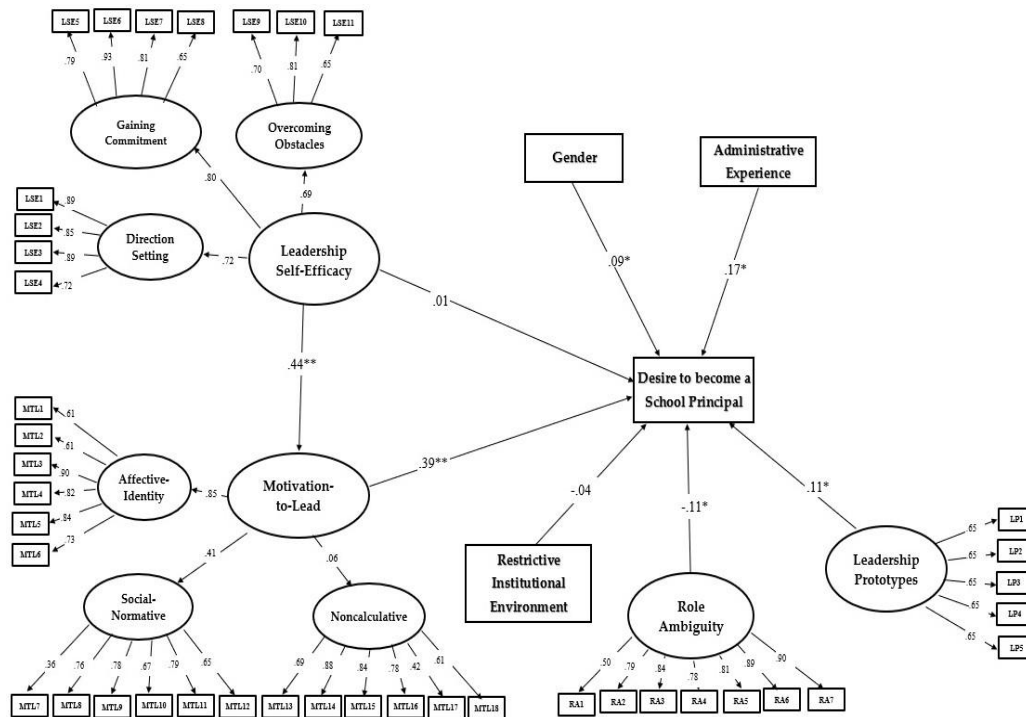 LSE5 LSE6 LSE7 LSE8 LSE9 LSE10 LSE11
.79 .93 .81 .65 .70 .81 .65
Gaining
Commitment
Overcoming
Obstacles
Gender
Administrative
Experience
.80 .69
LSE1 .89
LSE2 .85
LSE3 .89
LSE4 .72
Direction
Setting
.72
Leadership
Self-Efficacy
.09* .17*
.01
.44**
Desire to become a
School Principal
MTL1 .61
MTL2 .61
MTL3 .90
MTL4 .82
MTL5 .84
MTL6 .73
Affective-
Identity
.85
Motivation-
to-Lead
.39**
-.04 -.11* .11*
.41 .06
Restrictive
Institutional
Environment
Role
Ambiguity
Leadership
Prototypes
.65 LP1
.65 LP2
.65 LP3
.65 LP4
.65 LP5
Social-
Normative
Noncalculative
.36 .76 .78 .67 .79 .65 .69 .88 .84 .78 .42 .61
.50 .79 .84 .78 .81 .89 .90
MTL7 MTL8 MTL9 MTL10 MTL11 MTL12 MTL13 MTL14 MTL15 MTL16 MTL17 MTL18
RA1 RA2 RA3 RA4 RA5 RA6 RA7